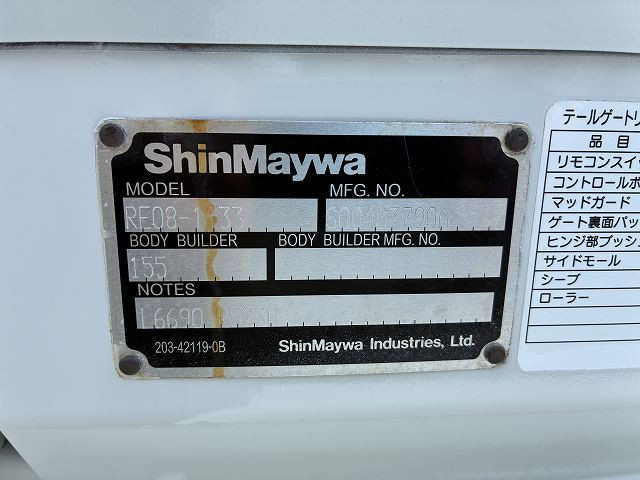 ShinMaywa
MODEL
MFG. NO.
BODY BUILDER
BODY BUILDER MFG. NO.
155
NOTES
L6690
203-42119-0B
ShinMaywa Industries, Ltd.
テールゲートリ
品目
リモコンスイッ
コントロールボ
マッドガード
ゲート裏面パッ
ヒンジ部ブッシ
サイドモール
シーブ
ローラー